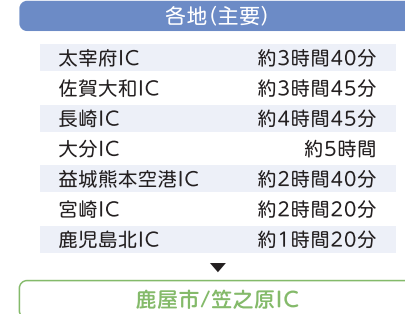 各地(主要)
太宰府IC 約3時間40分
佐賀大和IC 約3時間45分
長崎IC 約4時間45分
大分IC 約5時間
益城熊本空港IC 約2時間40分
宮崎IC 約2時間20分
鹿児島北IC 約1時間20分
鹿屋市/笠之原IC